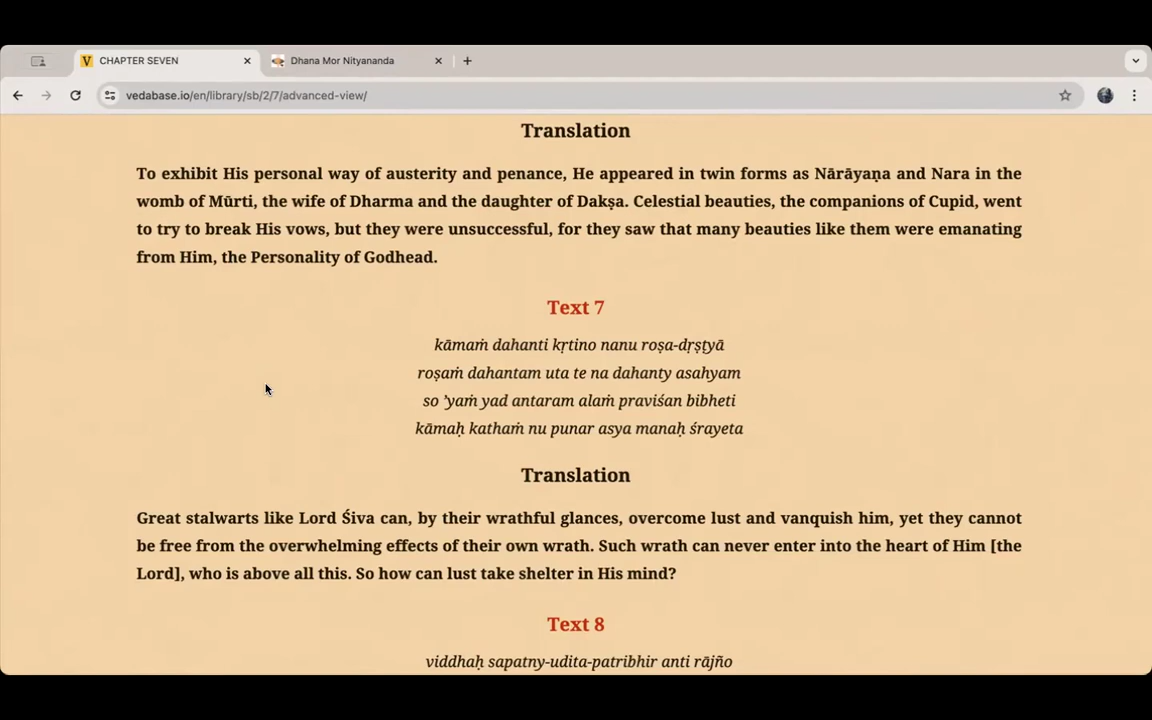 CHAPTER SEVEN
Dhana Mor Nityananda
vedabase.io/en/library/sb/2/7/advanced-view/
Translation
To exhibit His personal way of austerity and penance, He appeared in twin forms as Nārāyaṇa and Nara in the
womb of Mūrti, the wife of Dharma and the daughter of Dakṣa. Celestial beauties, the companions of Cupid, went
to try to break His vows, but they were unsuccessful, for they saw that many beauties like them were emanating
from Him, the Personality of Godhead.
Text 7
kāmaṁ dahanti kṛtino nanu roṣa-dṛṣṭyā
roṣaṁ dahantam uta te na dahanty asahyam
so ’yaṁ yad antaram alaṁ praviśan bibheti
kāmaḥ kathaṁ nu punar asya manaḥ śrayeta
Translation
Great stalwarts like Lord Śiva can, by their wrathful glances, overcome lust and vanquish him, yet they cannot
be free from the overwhelming effects of their own wrath. Such wrath can never enter into the heart of Him [the
Lord], who is above all this. So how can lust take shelter in His mind?
Text 8
viddhaḥ sapatny-udita-patribhir anti rājño